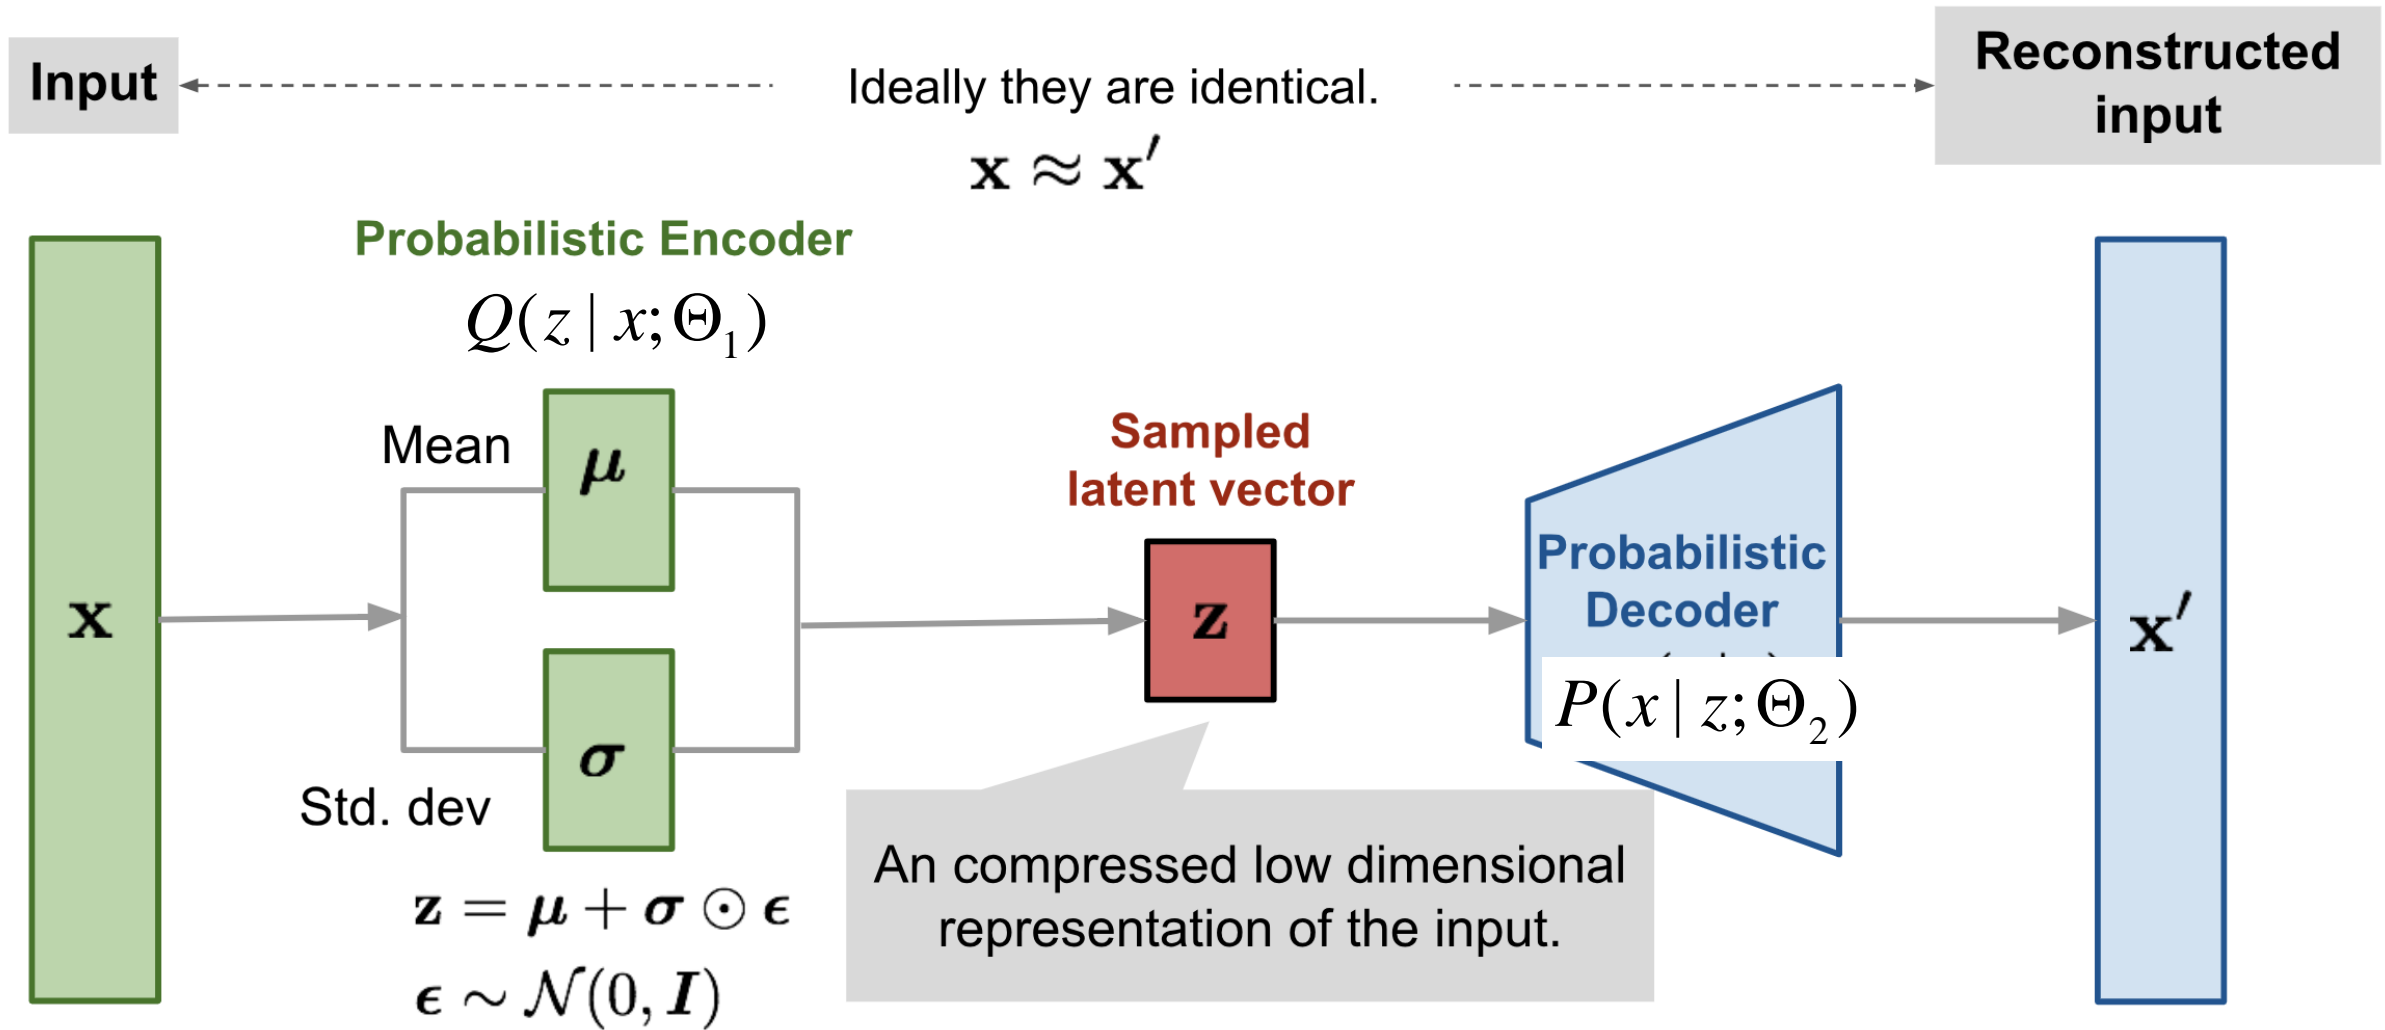 Input
Ideally they are identical.
x ≈ x′
Reconstructed
input
Probabilistic Encoder
Q(z | x; Θ₁)
Mean
μ
x
σ
Std. dev
z = μ + σ ⊙ ϵ
ϵ ∼ 𝒩(0, I)
Sampled
latent vector
z
An compressed low dimensional
representation of the input.
Probabilistic
Decoder
P(x | z; Θ₂)
x′